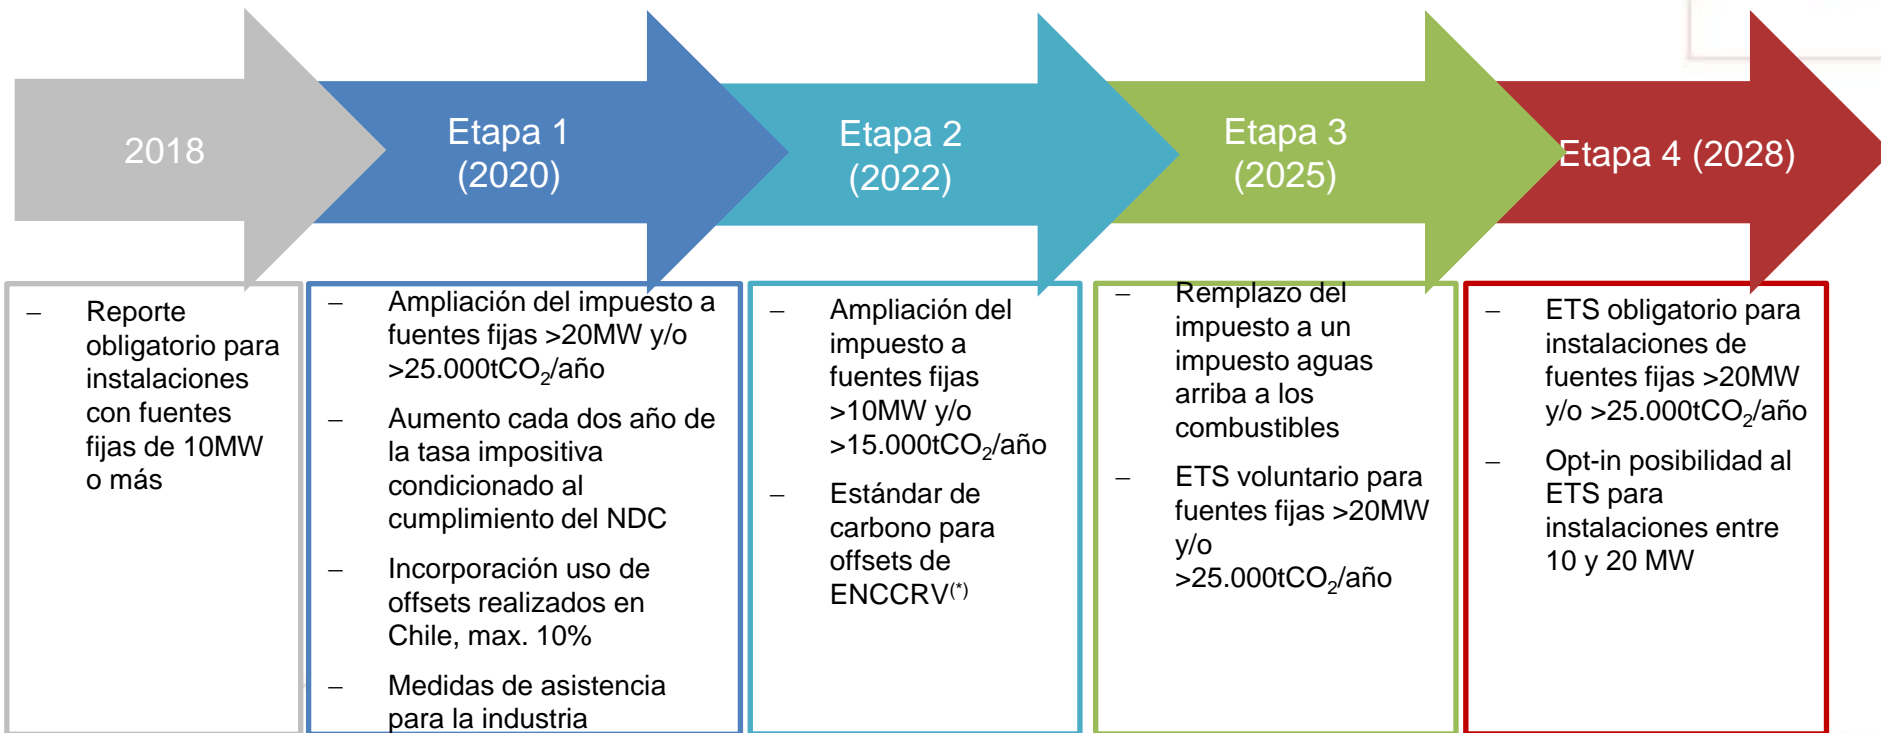 2018
Etapa 1
(2020)
Etapa 2
(2022)
Etapa 3
(2025)
Etapa 4 (2028)
– Reporte
obligatorio para
instalaciones
con fuentes
fijas de 10MW
o más
– Ampliación del impuesto a
fuentes fijas >20MW y/o
>25.000tCO₂/año
– Aumento cada dos año de
la tasa impositiva
condicionado al
cumplimiento del NDC
– Incorporación uso de
offsets realizados en
Chile, max. 10%
– Medidas de asistencia
para la industria
– Ampliación del
impuesto a
fuentes fijas
>10MW y/o
>15.000tCO₂/año
– Estándar de
carbono para
offsets de
ENCCRV(*)
– Remplazo del
impuesto a un
impuesto aguas
arriba a los
combustibles
– ETS voluntario para
fuentes fijas >20MW
y/o
>25.000tCO₂/año
– ETS obligatorio para
instalaciones de
fuentes fijas >20MW
y/o >25.000tCO₂/año
– Opt-in posibilidad al
ETS para
instalaciones entre
10 y 20 MW